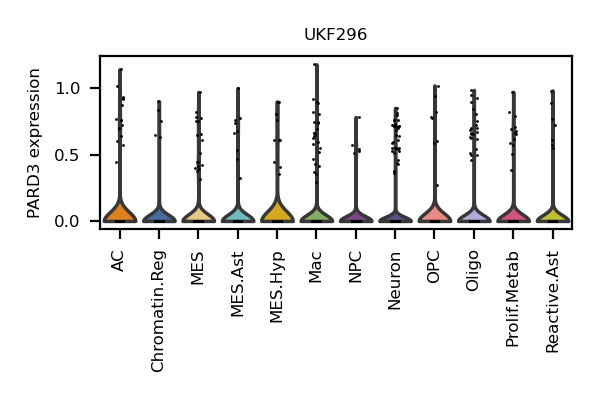 UKF296
PARD3 expression
1.0
0.5
0.0
AC
Chromatin.Reg
MES
MES.Ast
MES.Hyp
Mac
NPC
Neuron
OPC
Oligo
Prolif.Metab
Reactive.Ast